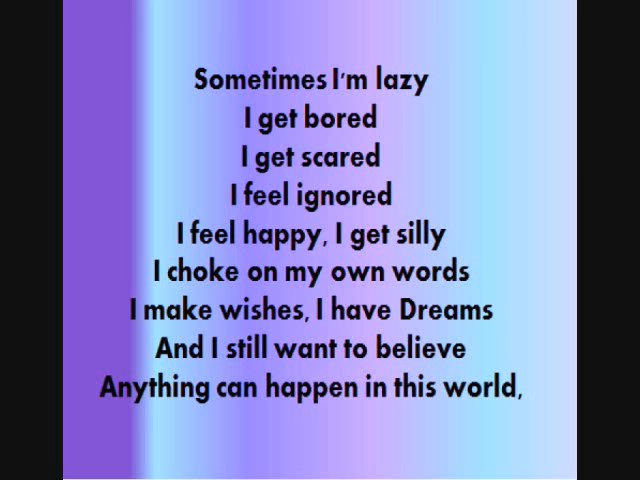 Sometimes I'm lazy
I get bored
I get scared
I feel ignored
I feel happy, I get silly
I choke on my own words
I make wishes, I have Dreams
And I still want to believe
Anything can happen in this world,